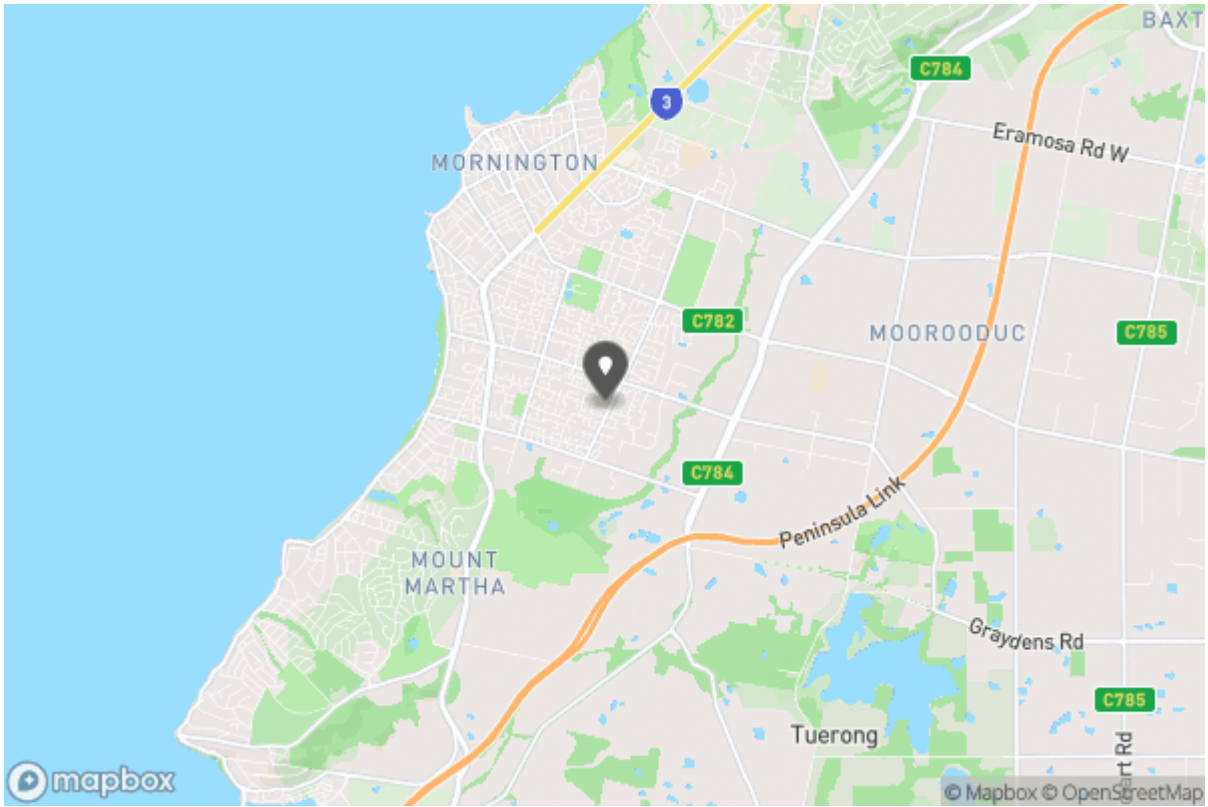 BAXT
C784
3
Eramosa Rd W
MORNINGTON
C782
MOOROODUC
C785
C784
Peninsula Link
MOUNT
MARTHA
Graydens Rd
C785
Tuerong
art Rd
mapbox
© Mapbox © OpenStreetMap